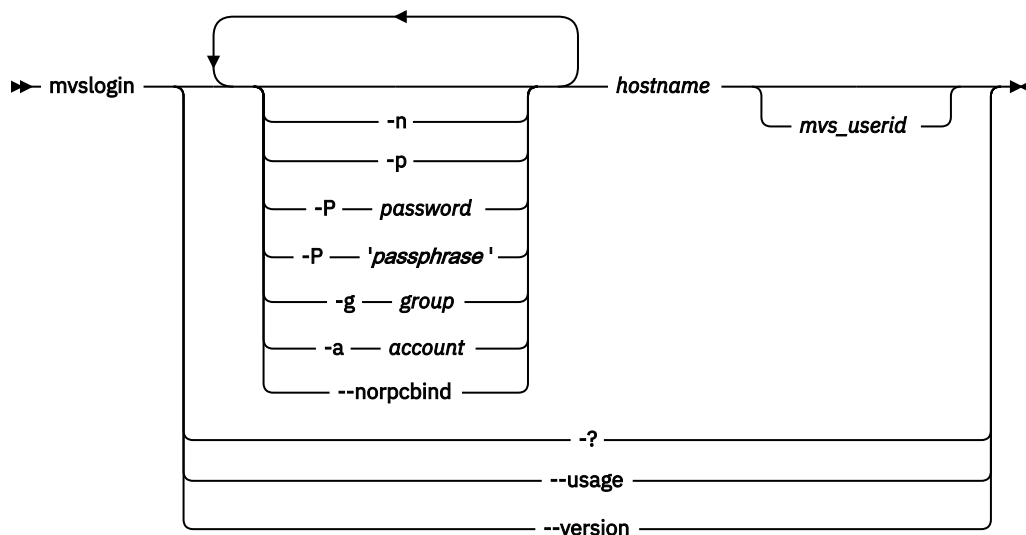 mvslogin hostname
-n mvs_userid
-p
-P password
-P 'passphrase '
-g group
-a account
--norpcbind
-?
--usage
--version